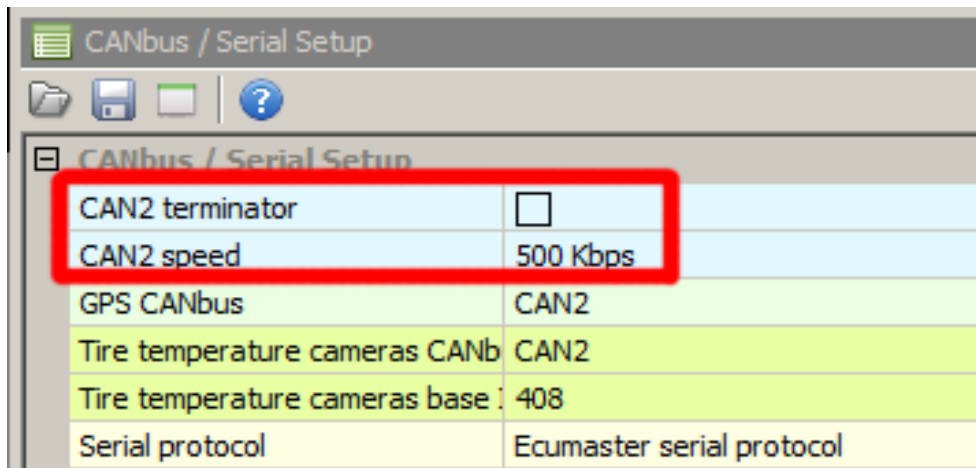 CANbus / Serial Setup
CANbus / Serial Setup
CAN2 terminator
CAN2 speed 500 Kbps
GPS CANbus CAN2
Tire temperature cameras CANb CAN2
Tire temperature cameras base 408
Serial protocol Ecumaster serial protocol